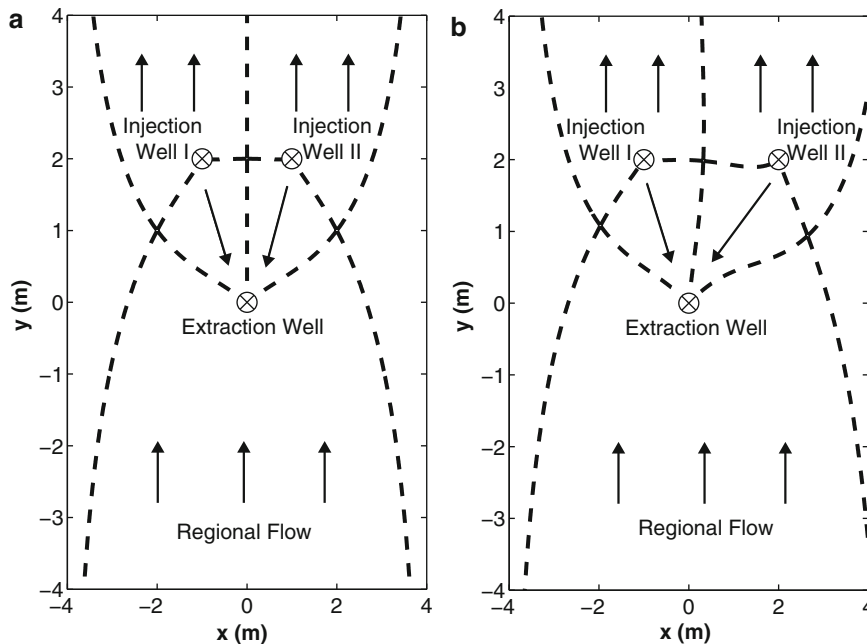 a
4
3
2
1
0
−1
−2
−3
−4
y (m)
Injection
Well I
Injection
Well II
Extraction Well
Regional Flow
−4
−2
0
2
4
x (m)
b
4
3
2
1
0
−1
−2
−3
−4
y (m)
Injection
Well I
Injection
Well II
Extraction Well
Regional Flow
−4
−2
0
2
4
x (m)